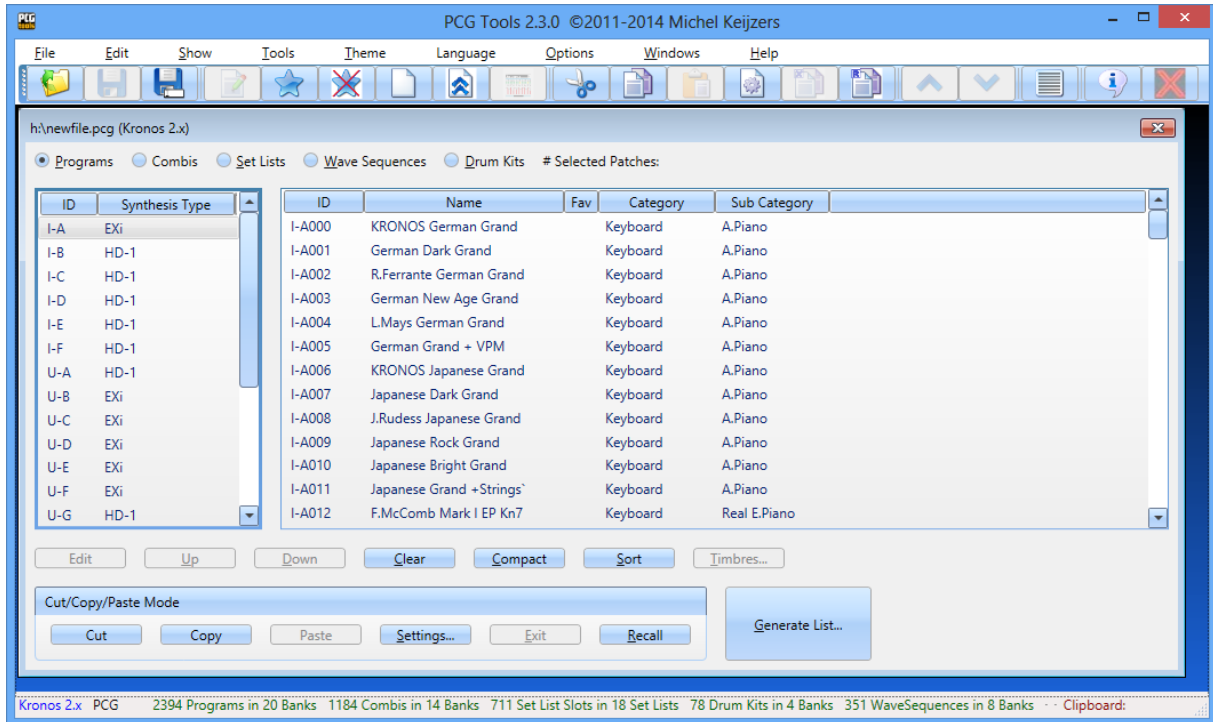 PCG Tools 2.3.0 ©2011-2014 Michel Keijzers
File Edit Show Tools Theme Language Options Windows Help
h:\newfile.pcg (Kronos 2.x)
Programs Combis Set Lists Wave Sequences Drum Kits # Selected Patches:
ID Synthesis Type ID Name Fav Category Sub Category
I-A EXi I-A000 KRONOS German Grand Keyboard A.Piano
I-B HD-1 I-A001 German Dark Grand Keyboard A.Piano
I-C HD-1 I-A002 R.Ferrante German Grand Keyboard A.Piano
I-D HD-1 I-A003 German New Age Grand Keyboard A.Piano
I-E HD-1 I-A004 L.Mays German Grand Keyboard A.Piano
I-F HD-1 I-A005 German Grand + VPM Keyboard A.Piano
U-A HD-1 I-A006 KRONOS Japanese Grand Keyboard A.Piano
U-B EXi I-A007 Japanese Dark Grand Keyboard A.Piano
U-C EXi I-A008 J.Rudess Japanese Grand Keyboard A.Piano
U-D EXi I-A009 Japanese Rock Grand Keyboard A.Piano
U-E EXi I-A010 Japanese Bright Grand Keyboard A.Piano
U-F EXi I-A011 Japanese Grand +Strings` Keyboard A.Piano
U-G HD-1 I-A012 F.McComb Mark I EP Kn7 Keyboard Real E.Piano
Edit Up Down Clear Compact Sort Timbres...
Cut/Copy/Paste Mode
Cut Copy Paste Settings... Exit Recall Generate List...
Kronos 2.x PCG 2394 Programs in 20 Banks 1184 Combis in 14 Banks 711 Set List Slots in 18 Set Lists 78 Drum Kits in 4 Banks 351 WaveSequences in 8 Banks - - Clipboard: